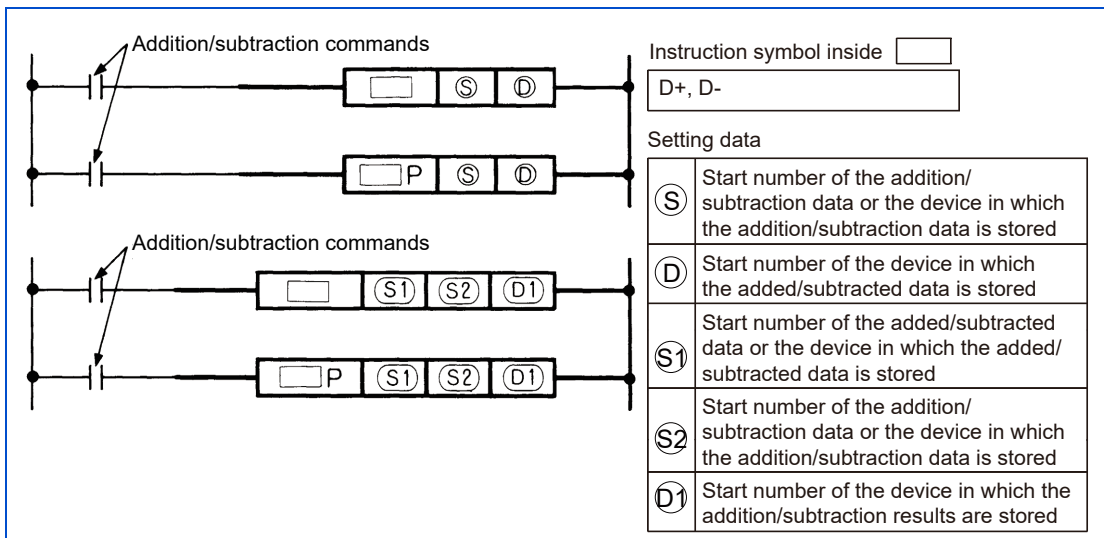 Addition/subtraction commands
Ⓢ Ⓓ
P Ⓢ Ⓓ
Addition/subtraction commands
S1 S2 D1
P S1 S2 D1
Instruction symbol inside
D+, D-
Setting data
Ⓢ
Start number of the addition/
subtraction data or the device in which
the addition/subtraction data is stored
Ⓓ
Start number of the device in which
the added/subtracted data is stored
S1
Start number of the added/subtracted
data or the device in which the added/
subtracted data is stored
S2
Start number of the addition/
subtraction data or the device in which
the addition/subtraction data is stored
D1
Start number of the device in which the
addition/subtraction results are stored